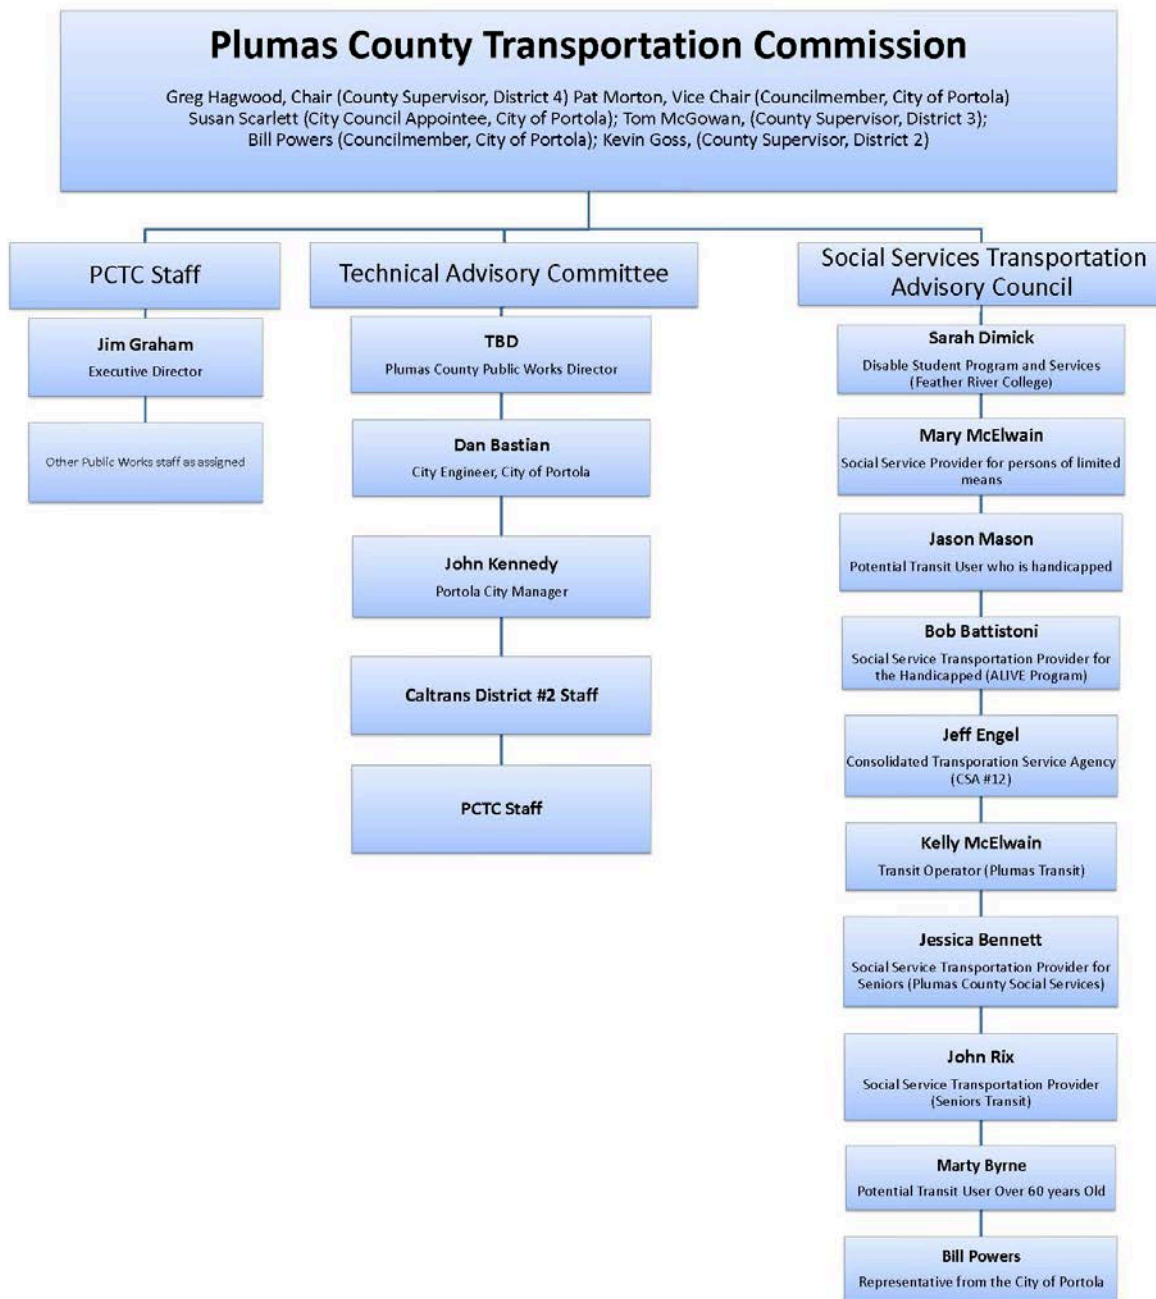 Plumas County Transportation Commission
Greg Hagwood, Chair (County Supervisor, District 4) Pat Morton, Vice Chair (Councilmember, City of Portola)
Susan Scarlett (City Council Appointee, City of Portola); Tom McGowan, (County Supervisor, District 3);
Bill Powers (Councilmember, City of Portola); Kevin Goss, (County Supervisor, District 2)
PCTC Staff
Jim Graham
Executive Director
Other Public Works staff as assigned
Technical Advisory Committee
TBD
Plumas County Public Works Director
Dan Bastian
City Engineer, City of Portola
John Kennedy
Portola City Manager
Caltrans District #2 Staff
PCTC Staff
Social Services Transportation
Advisory Council
Sarah Dimick
Disable Student Program and Services
(Feather River College)
Mary McElwain
Social Service Provider for persons of limited
means
Jason Mason
Potential Transit User who is handicapped
Bob Battistoni
Social Service Transportation Provider for
the Handicapped (ALIVE Program)
Jeff Engel
Consolidated Transporation Service Agency
(CSA #12)
Kelly McElwain
Transit Operator (Plumas Transit)
Jessica Bennett
Social Service Transportation Provider for
Seniors (Plumas County Social Services)
John Rix
Social Service Transportation Provider
(Seniors Transit)
Marty Byrne
Potential Transit User Over 60 years Old
Bill Powers
Representative from the City of Portola